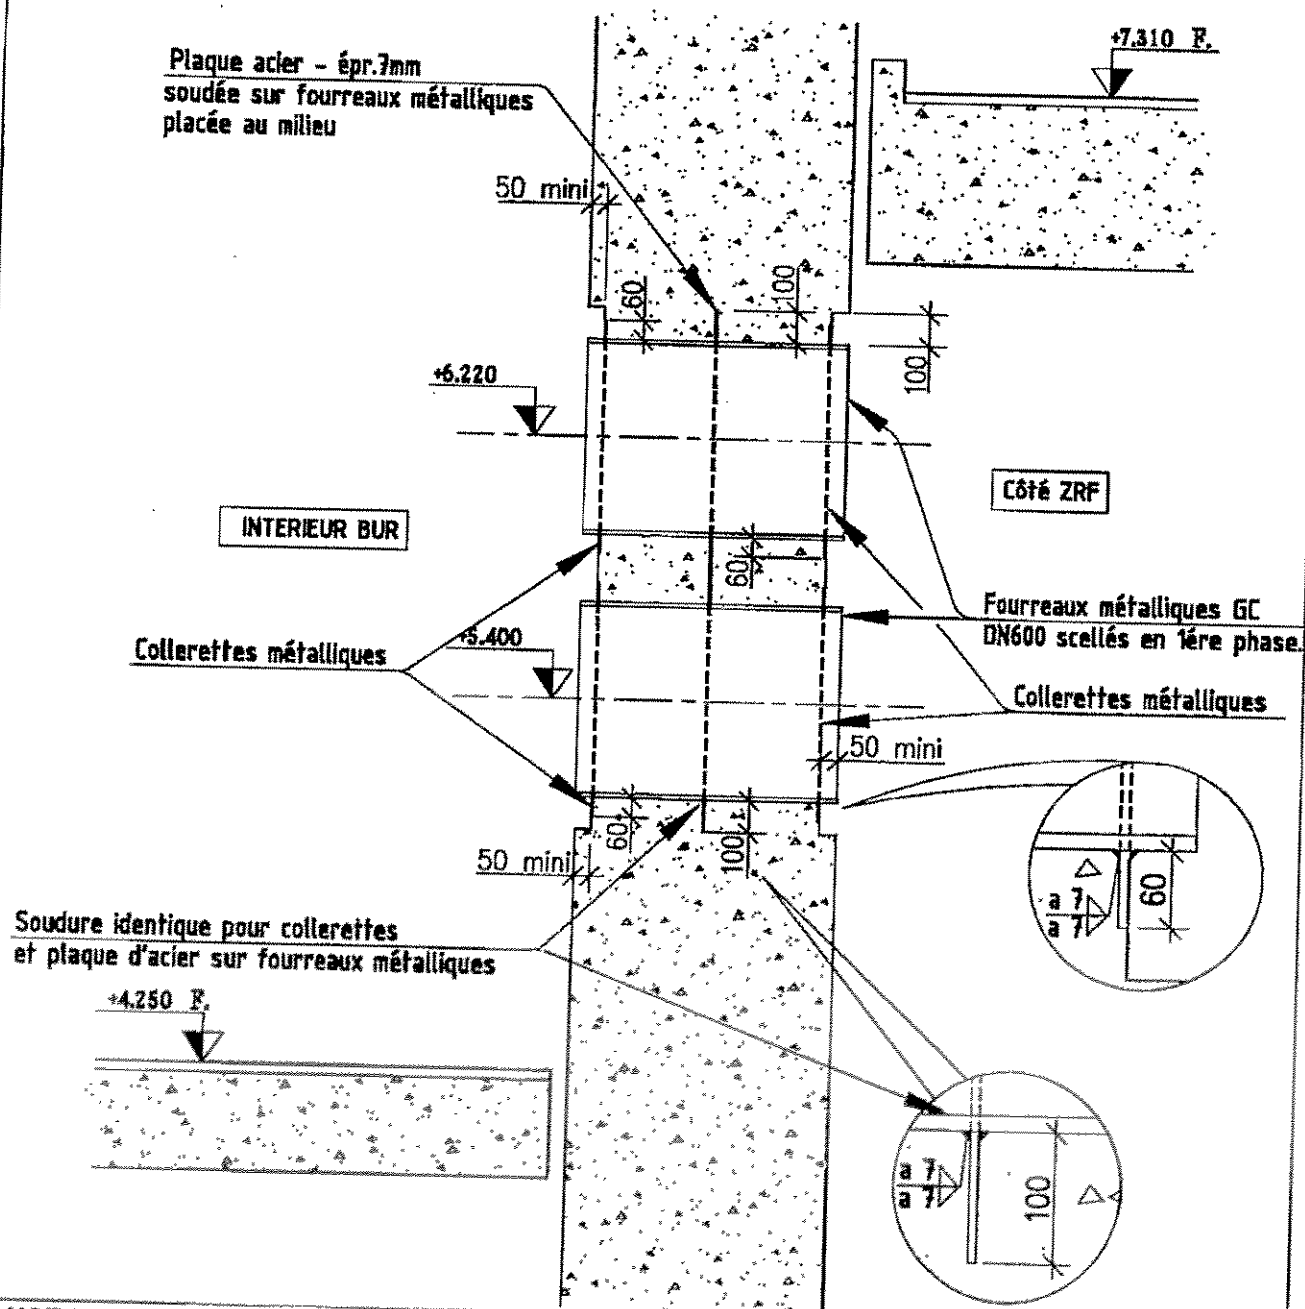 +7.310 F.
Plaque acier - épr.7mm
soudée sur fourreaux métalliques
placée au milieu
50 mini
60
100
100
+6.220
Côté ZRF
INTERIEUR BUR
60
Fourreaux métalliques GC
DN600 scellés en 1ére phase.
+5.400
Collerettes métalliques
Collerettes métalliques
50 mini
60
100
50 mini
a 7
a 7
60
Soudure identique pour collerettes
et plaque d'acier sur fourreaux métalliques
+4.250 F.
a 7
a 7
100